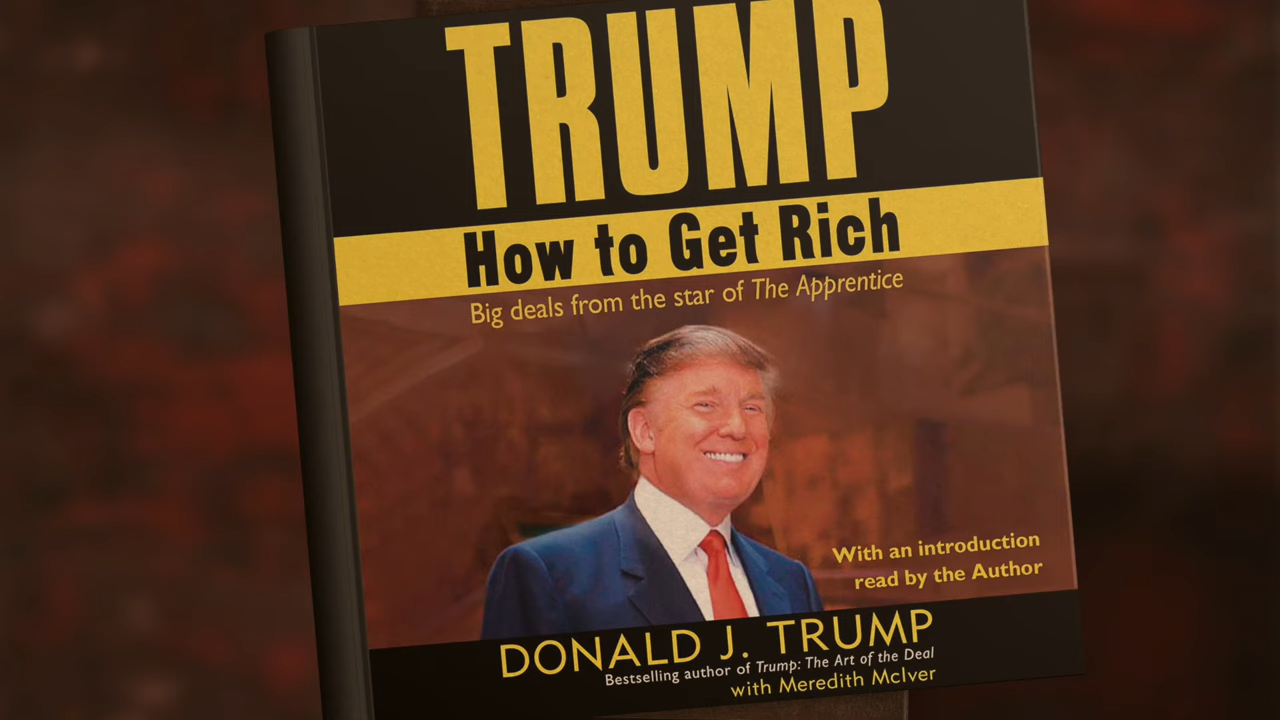 TRUMP
How to Get Rich
Big deals from the star of The Apprentice
With an introduction
read by the Author
DONALD J. TRUMP
Bestselling author of Trump: The Art of the Deal
with Meredith McIver